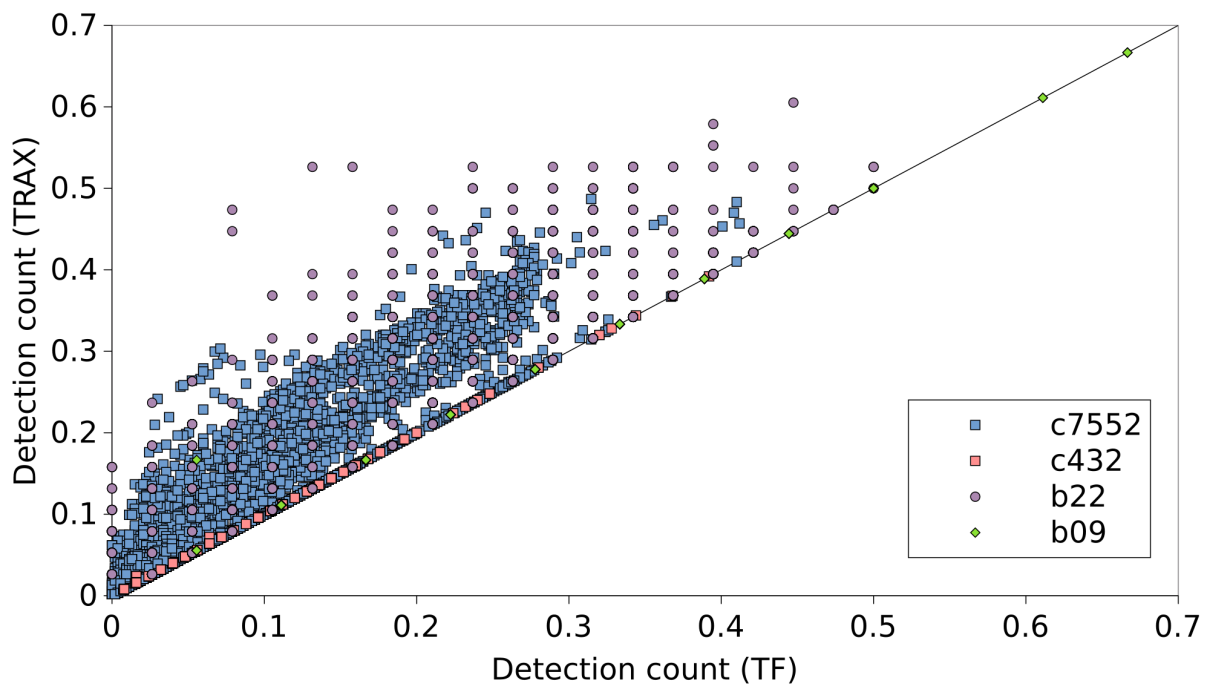 0.7
0.6
0.5
0.4
0.3
0.2
0.1
0
Detection count (TRAX)
0 0.1 0.2 0.3 0.4 0.5 0.6 0.7
Detection count (TF)
c7552
c432
b22
b09